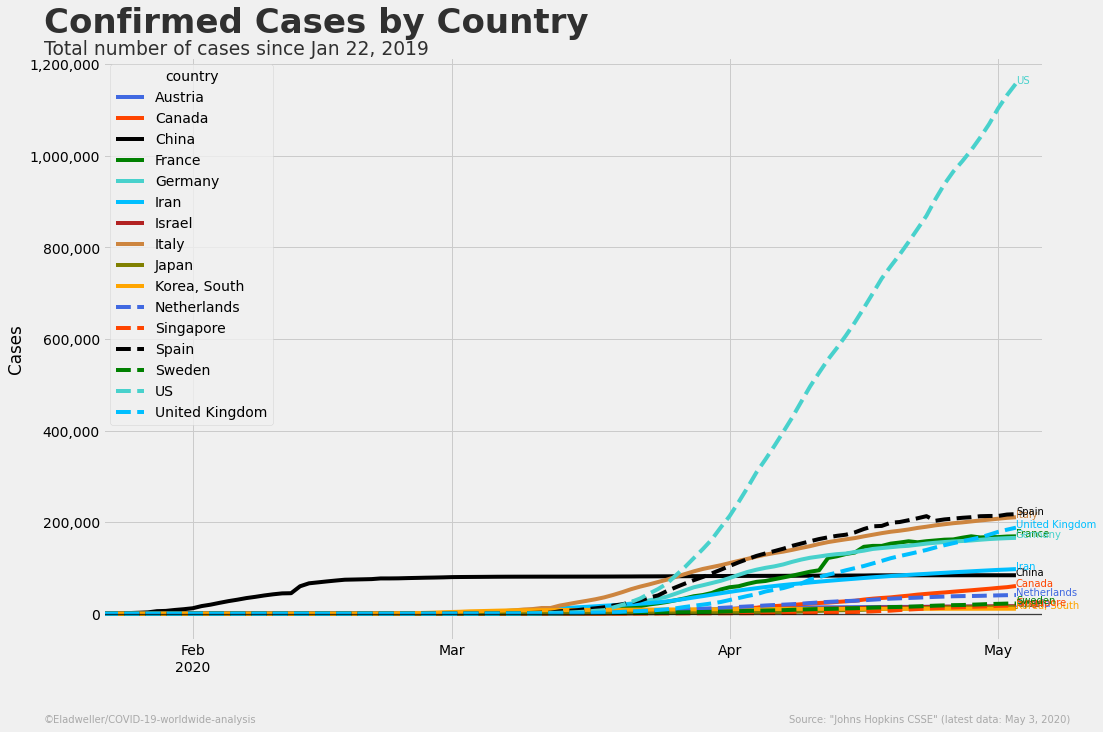 Confirmed Cases by Country
Total number of cases since Jan 22, 2019
1,200,000
1,000,000
800,000
600,000
400,000
200,000
0
Cases
country
Austria
Canada
China
France
Germany
Iran
Israel
Italy
Japan
Korea, South
Netherlands
Singapore
Spain
Sweden
US
United Kingdom
US
Spain
Italy
United Kingdom
France
Germany
Iran
China
Canada
Netherlands
Sweden
South
Feb
2020
Mar
Apr
May
©Eladweller/COVID-19-worldwide-analysis
Source: "Johns Hopkins CSSE" (latest data: May 3, 2020)